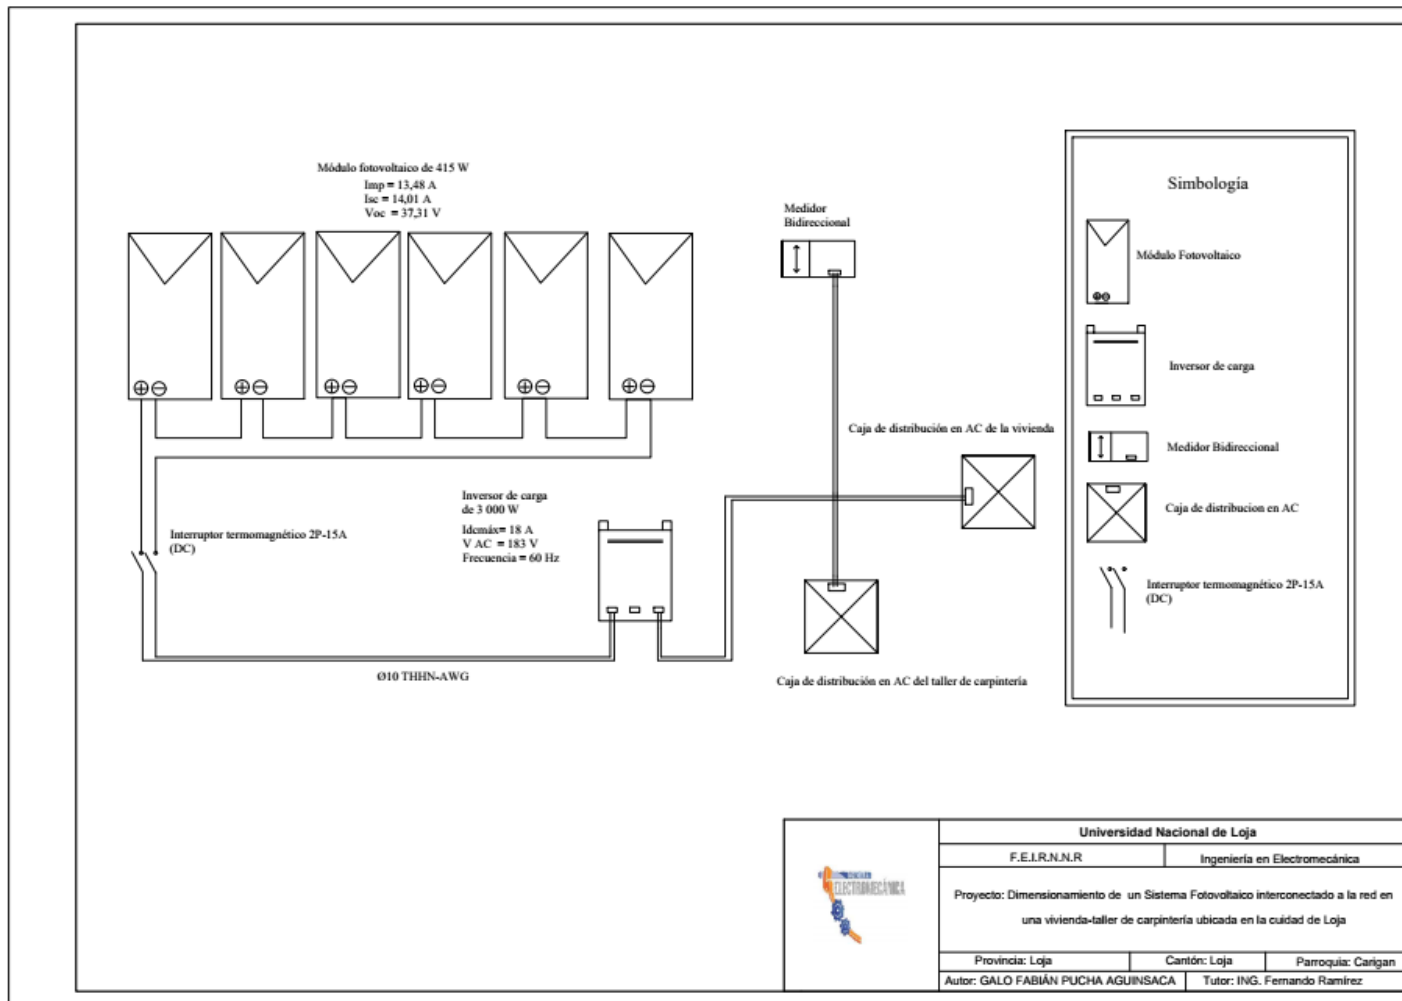 Módulo fotovoltaico de 415 W
Imp = 13,48 A
Isc = 14,01 A
Voc = 37,31 V
Medidor
Bidireccional
Caja de distribución en AC de la vivienda
Inversor de carga
de 3 000 W
Idcmáx= 18 A
V AC = 183 V
Frecuencia = 60 Hz
Interruptor termomagnético 2P-15A
(DC)
Ø10 THHN-AWG
Caja de distribución en AC del taller de carpintería
Simbología
Módulo Fotovoltaico
Inversor de carga
Medidor Bidireccional
Caja de distribucion en AC
Interruptor termomagnético 2P-15A
(DC)
ELECTROMECÁNICA
Universidad Nacional de Loja
F.E.I.R.N.N.R
Ingeniería en Electromecánica
Proyecto: Dimensionamiento de un Sistema Fotovoltaico interconectado a la red en
una vivienda-taller de carpintería ubicada en la cuidad de Loja
Provincia: Loja
Cantón: Loja
Parroquia: Carigan
Autor: GALO FABIÁN PUCHA AGUINSACA
Tutor: ING. Fernando Ramírez